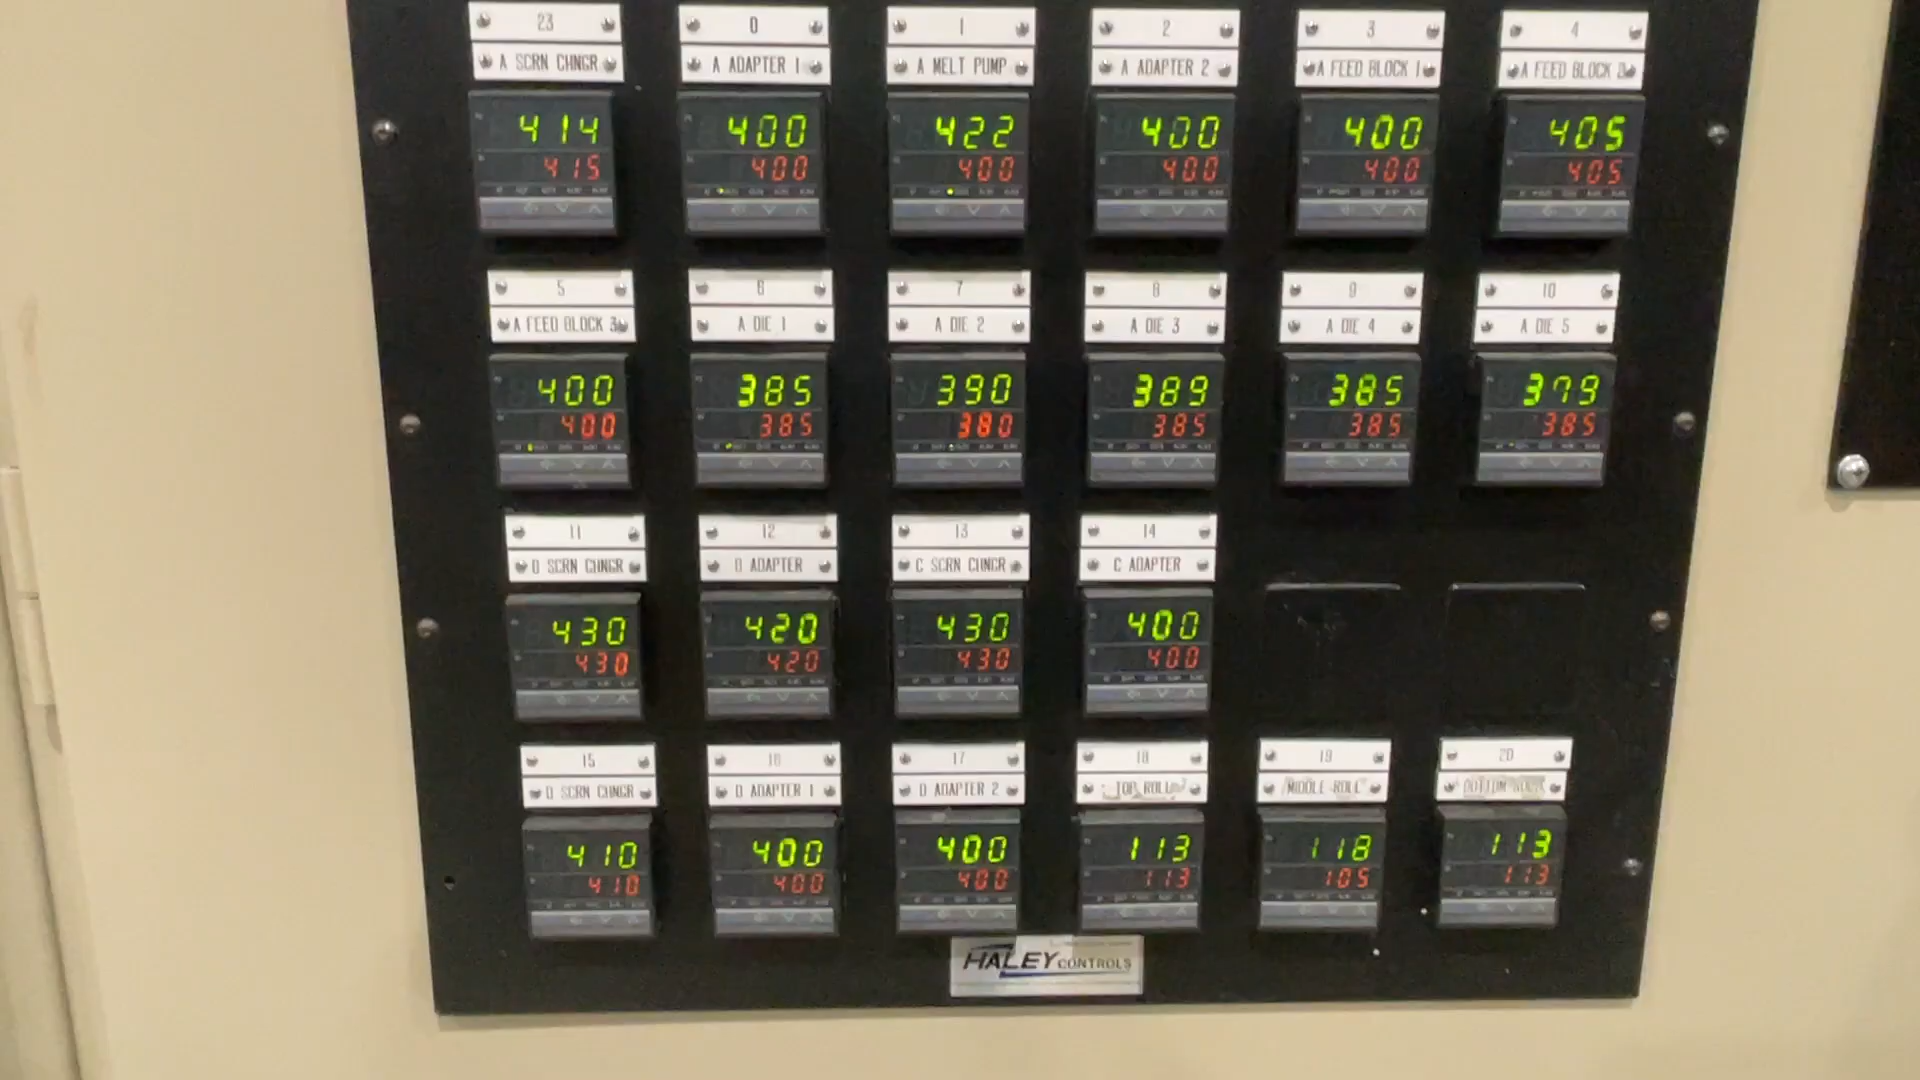 23
A SCRN CHNGR
414
415
0
A ADAPTER 1
400
400
1
A MELT PUMP
422
400
2
A ADAPTER 2
400
400
3
A FEED BLOCK 1
400
400
4
A FEED BLOCK
405
405
5
A FEED BLOCK 3
400
400
6
A DIE 1
385
385
7
A DIE 2
390
380
8
A DIE 3
389
385
9
A DIE 4
385
385
10
A DIE 5
379
385
11
SCRN CHNGR
430
430
12
ADAPTER
420
420
13
C SCRN CHNGR
430
430
14
C ADAPTER
400
400
15
D SCRN CHNGR
410
410
16
D ADAPTER 1
400
400
17
D ADAPTER 2
400
400
18
TOP ROLL
113
113
19
MIDDLE ROLL
118
105
20
BOTTOM
113
113
HALEY CONTROLS